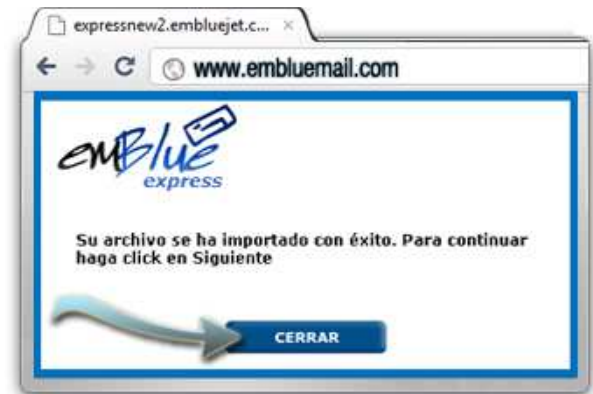 expressnew2.embluejet.c...
www.embluemail.com
emBlue
express
Su archivo se ha importado con éxito. Para continuar
haga click en Siguiente
CERRAR